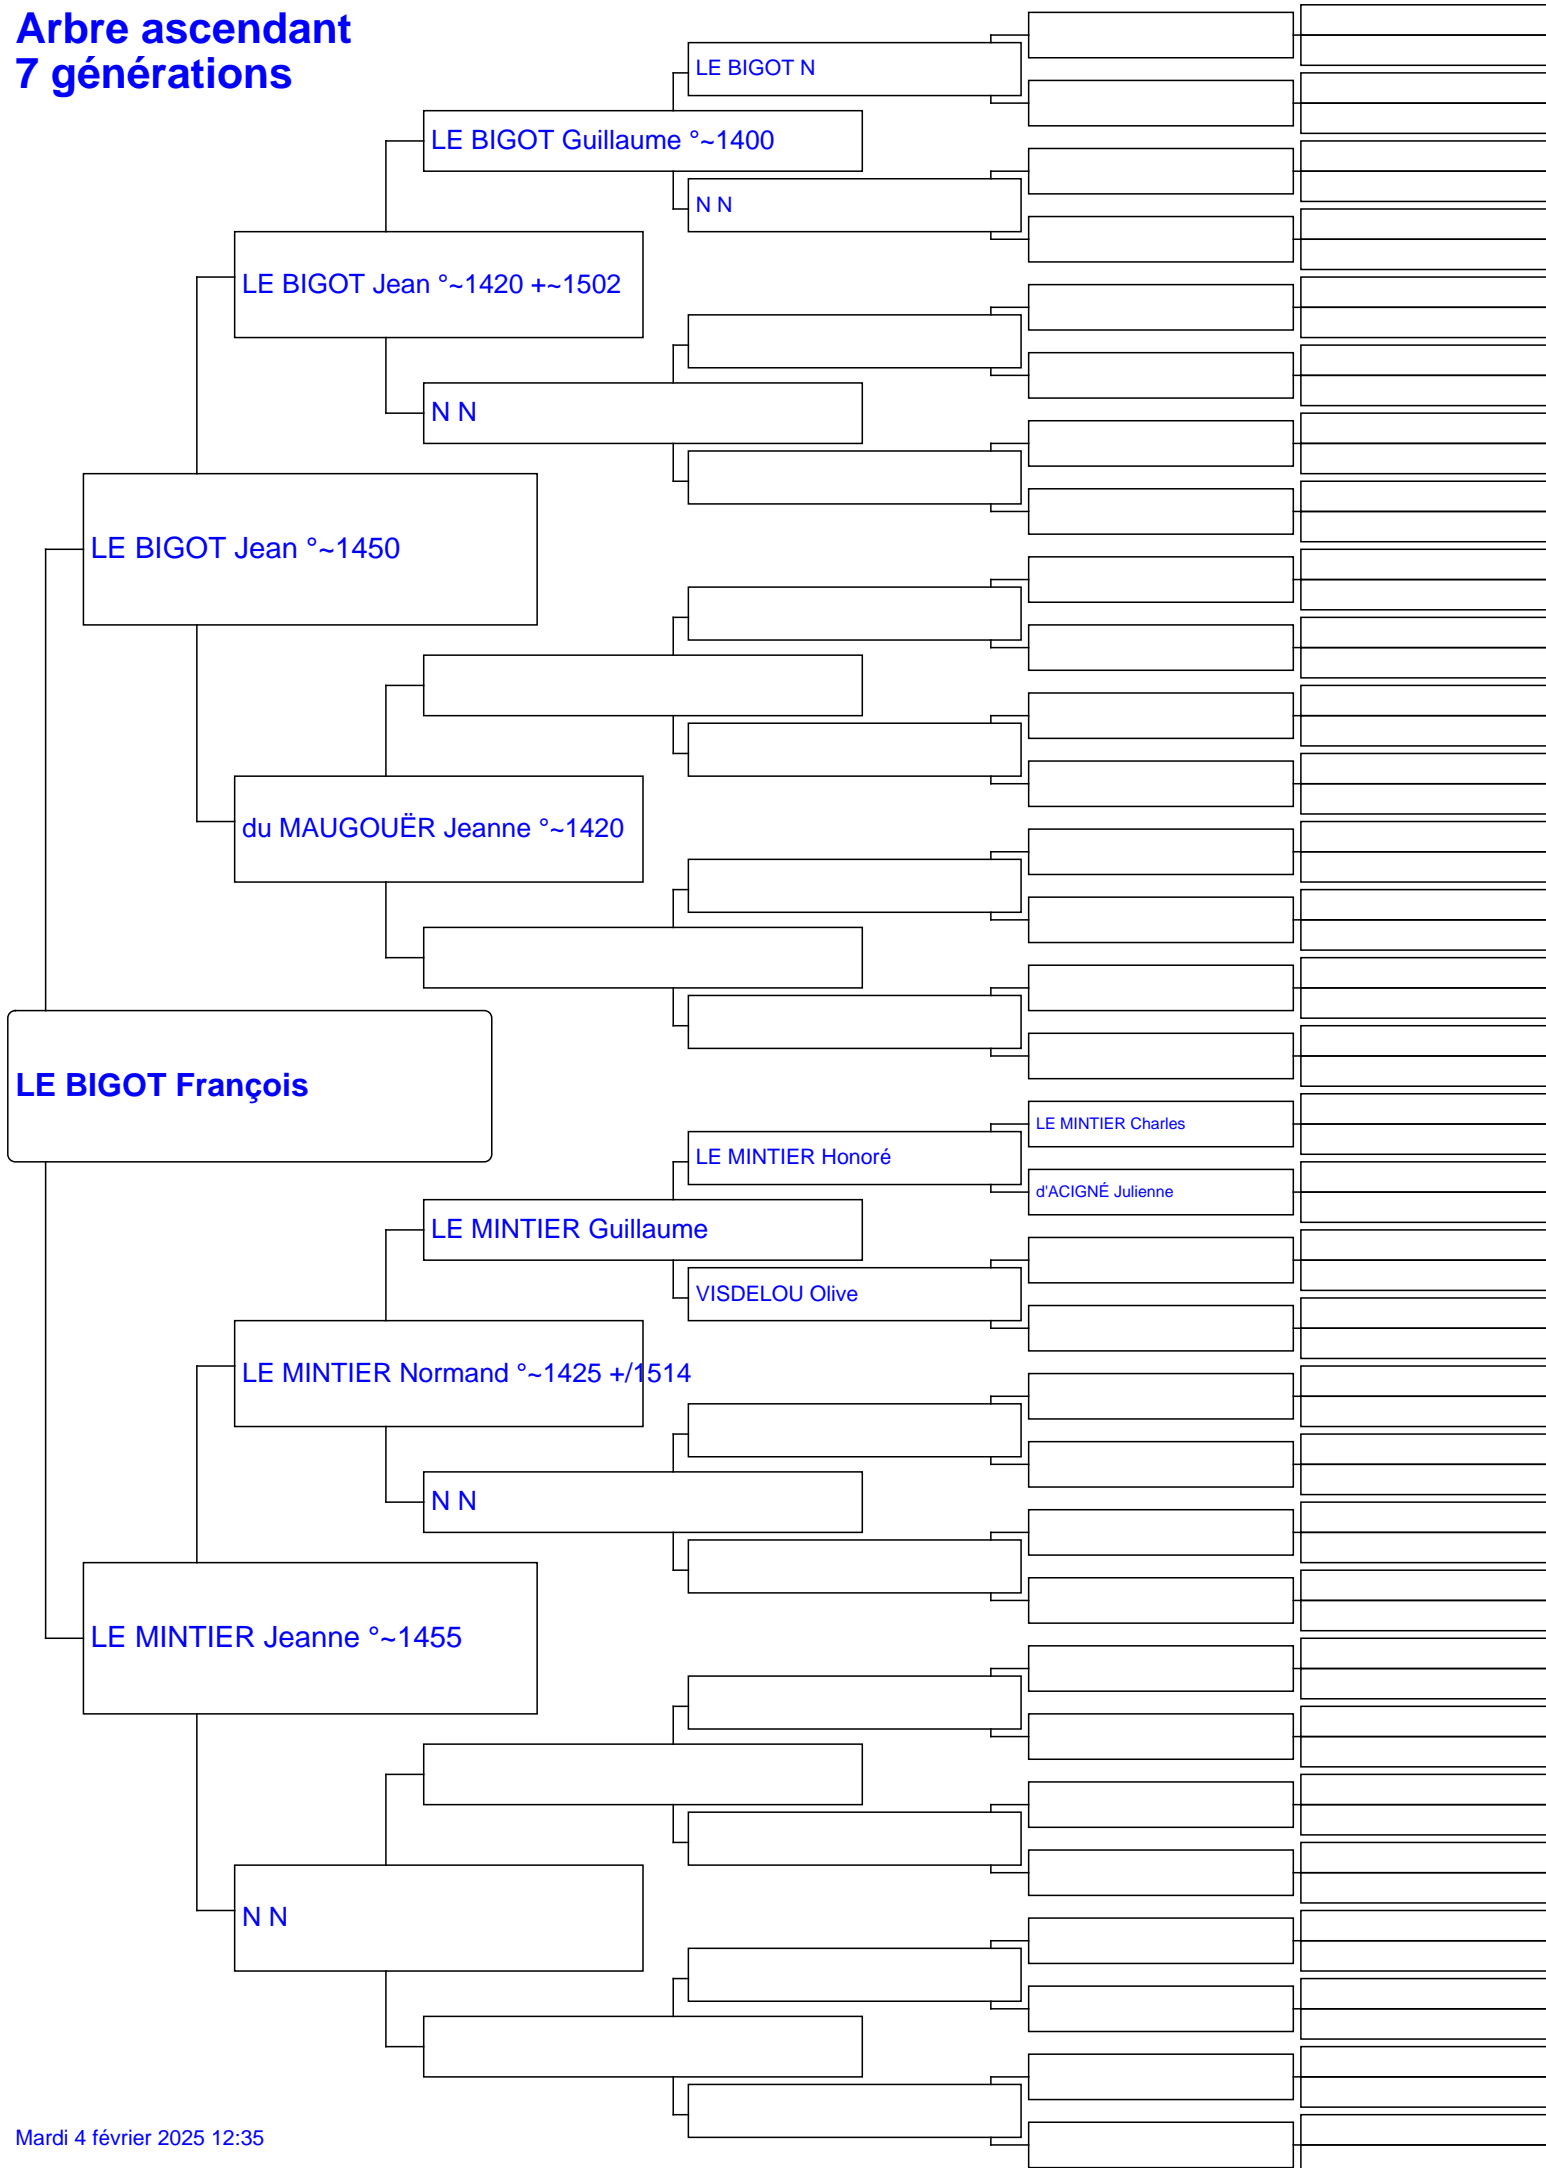 Arbre ascendant
7 générations
LE BIGOT N
LE BIGOT Guillaume °~1400
N N
LE BIGOT Jean °~1420 +~1502
N N
LE BIGOT Jean °~1450
du MAUGOUËR Jeanne °~1420
LE BIGOT François
LE MINTIER Charles
LE MINTIER Honoré
d'ACIGNÉ Julienne
LE MINTIER Guillaume
VISDELOU Olive
LE MINTIER Normand °~1425 +/1514
N N
LE MINTIER Jeanne °~1455
N N
Mardi 4 février 2025 12:35